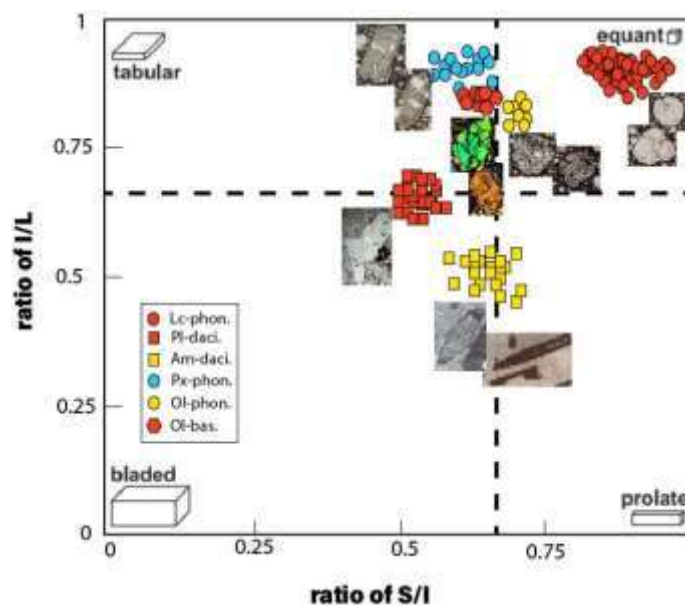 1
tabular
equant
0.75
ratio of I/L
0.5
Lc-phon.
Pl-daci.
Am-daci.
Px-phon.
Ol-phon.
Ol-bas.
0.25
bladed
prolate
0
0
0.25
0.5
0.75
ratio of S/I